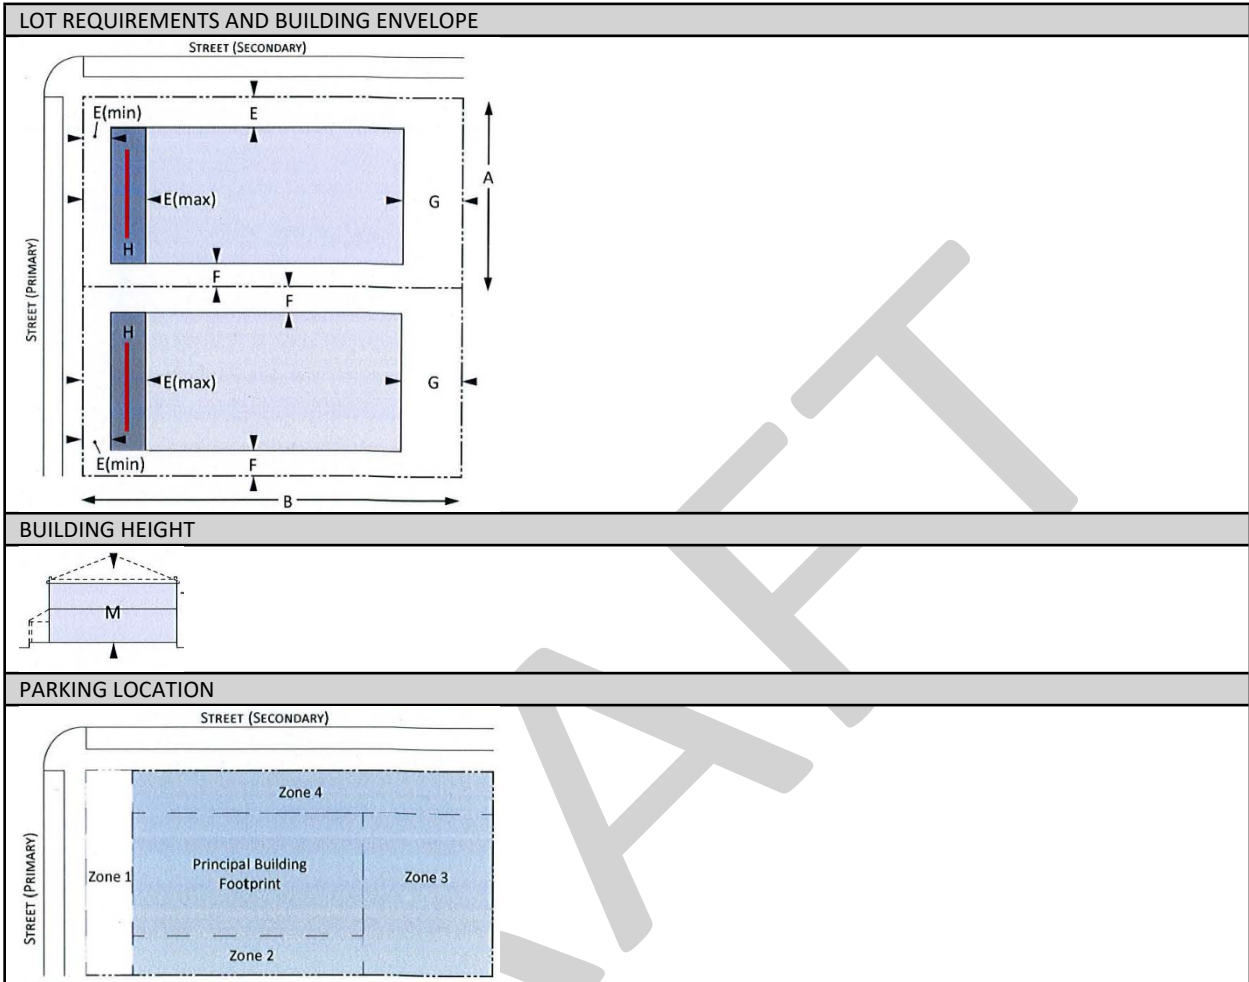 LOT REQUIREMENTS AND BUILDING ENVELOPE
STREET (SECONDARY)
E(min)
E
A
E(max)
G
H
F
STREET (PRIMARY)
F
H
E(max)
G
E(min)
F
B
BUILDING HEIGHT
M
PARKING LOCATION
STREET (SECONDARY)
Zone 4
STREET (PRIMARY)
Zone 1
Principal Building
Footprint
Zone 3
Zone 2